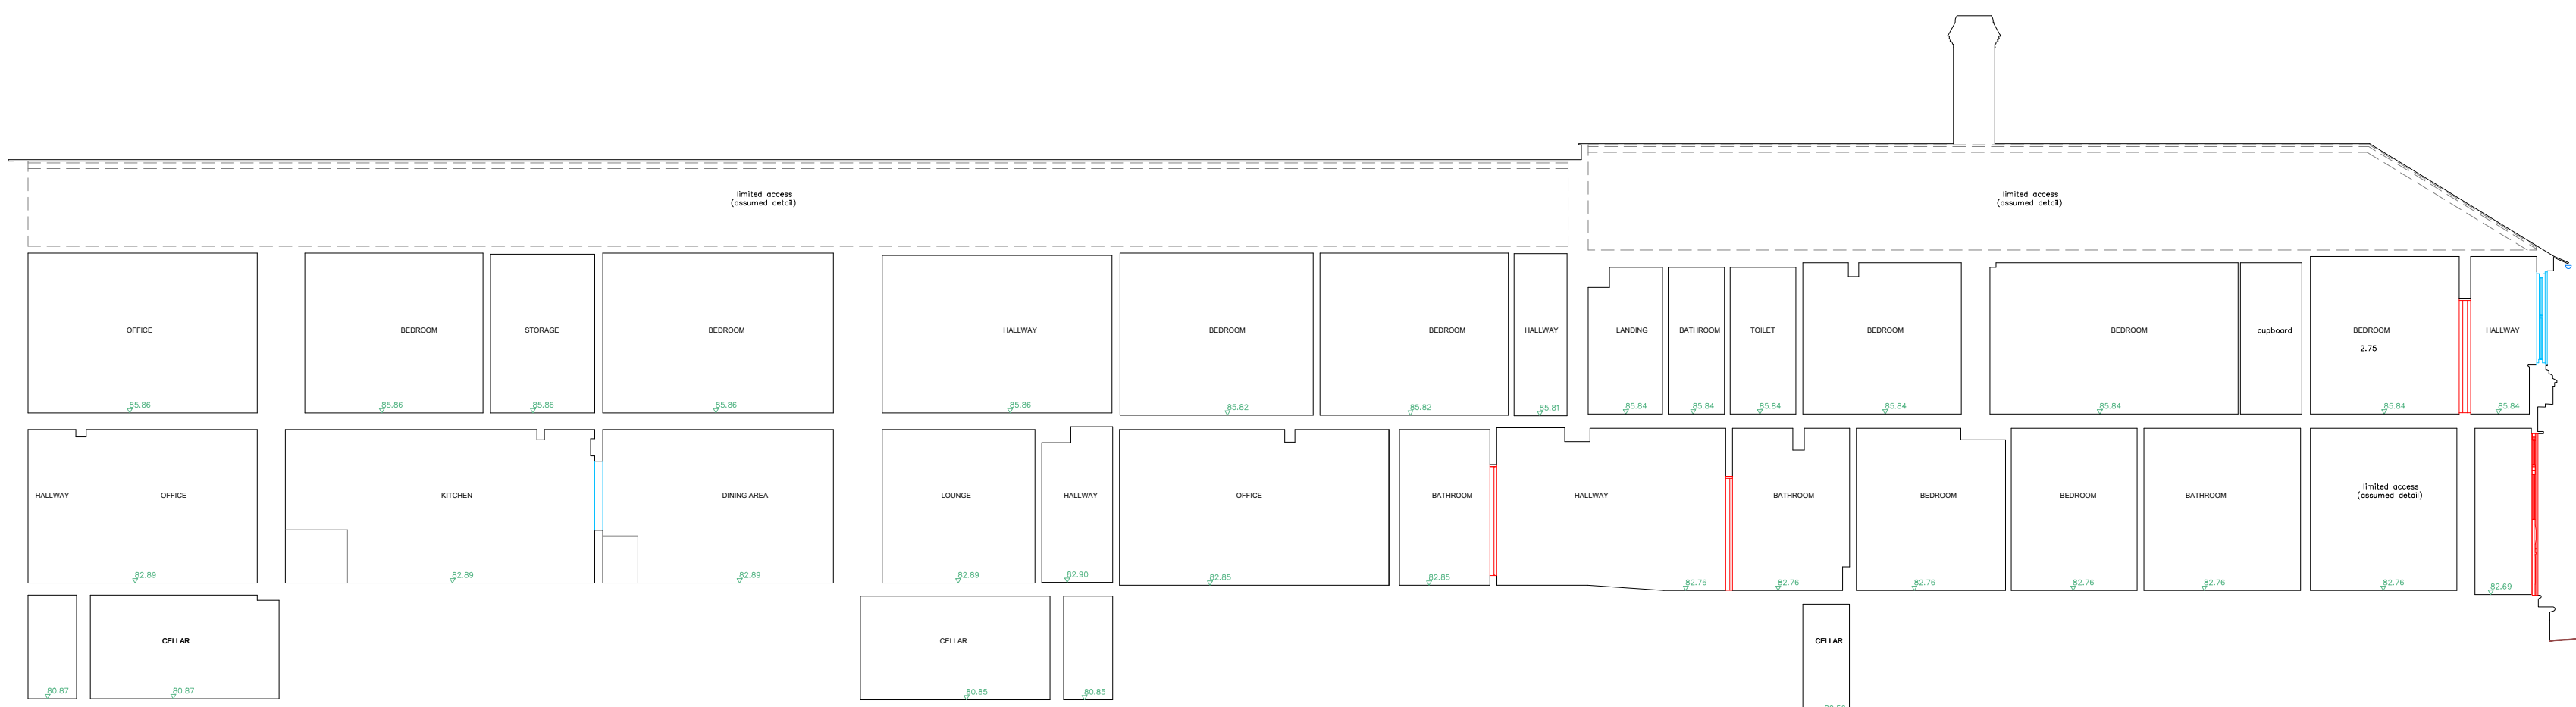 limited access
(assumed detail)
limited access
(assumed detail)
OFFICE
BEDROOM
STORAGE
BEDROOM
HALLWAY
BEDROOM
BEDROOM
HALLWAY
LANDING
BATHROOM
TOILET
BEDROOM
BEDROOM
cupboard
BEDROOM
HALLWAY
2.75
85.86
85.86
85.86
85.86
85.86
85.82
85.82
85.81
85.84
85.84
85.84
85.84
85.84
85.84
85.84
HALLWAY
OFFICE
KITCHEN
DINING AREA
LOUNGE
HALLWAY
OFFICE
BATHROOM
HALLWAY
BATHROOM
BEDROOM
BEDROOM
BATHROOM
limited access
(assumed detail)
82.89
82.89
82.89
82.89
82.90
82.85
82.85
82.76
82.76
82.76
82.76
82.76
82.76
82.69
CELLAR
CELLAR
CELLAR
80.87
80.87
80.85
80.85